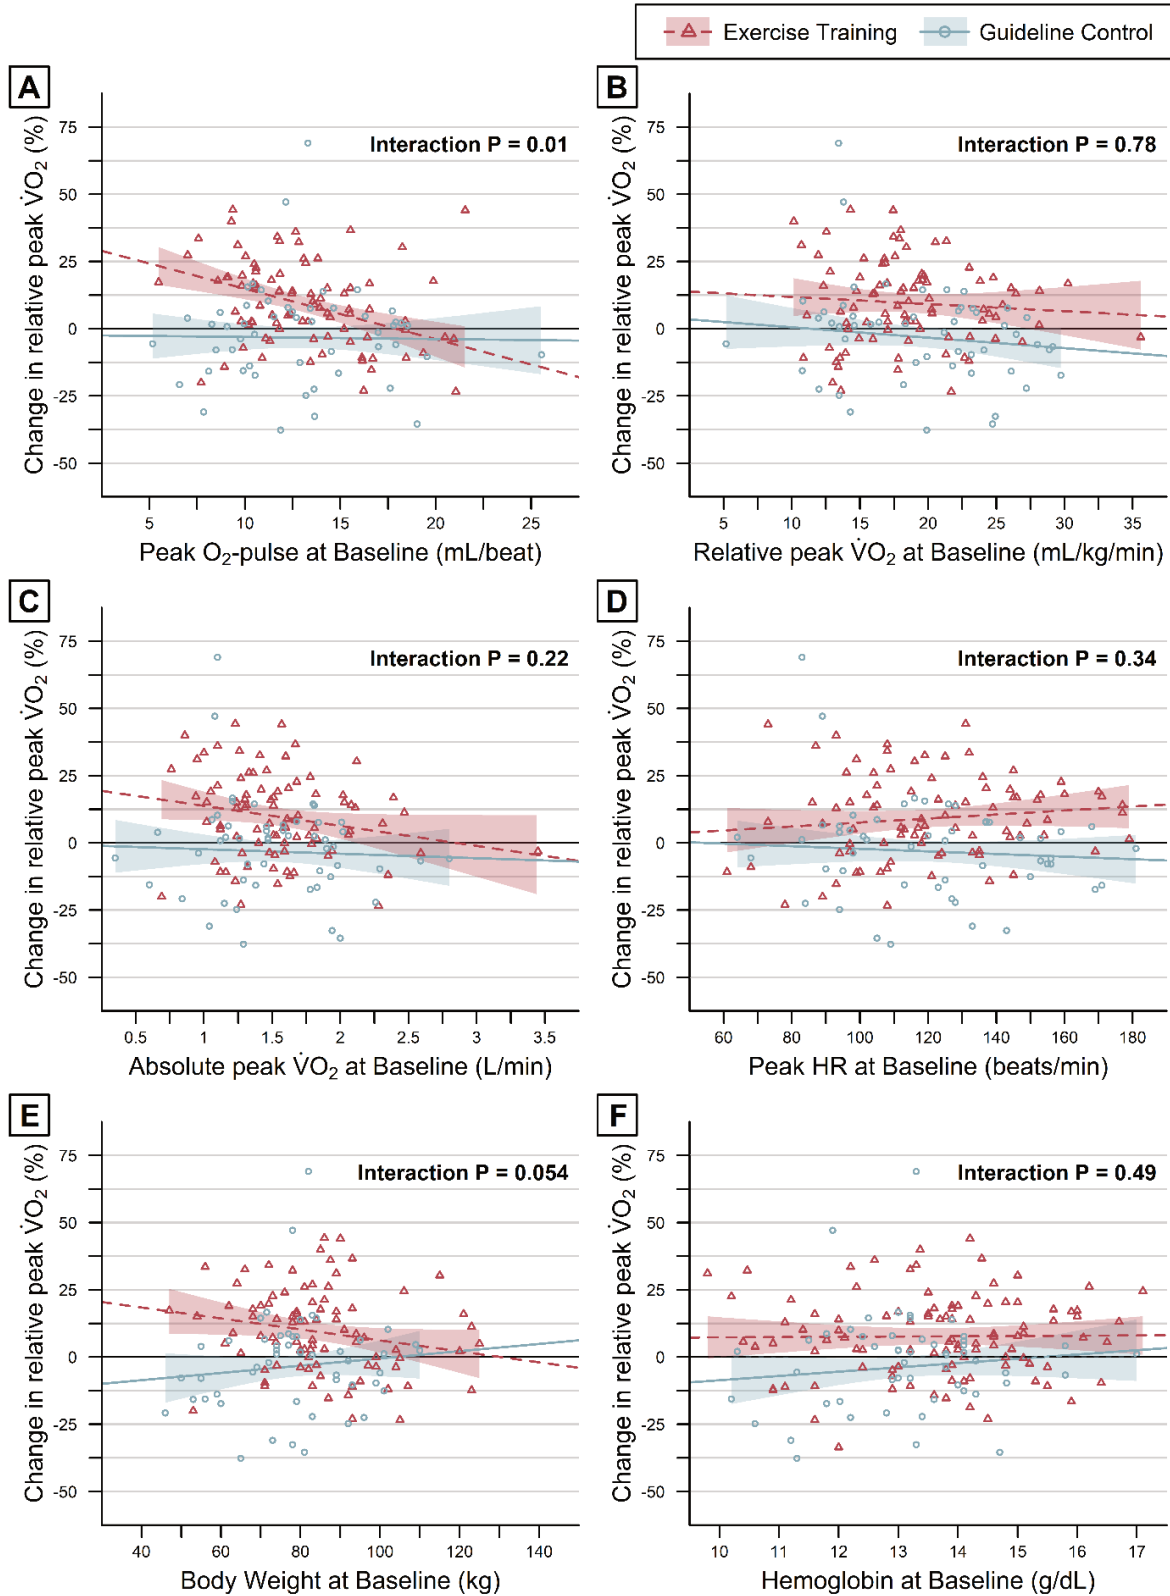 Exercise Training Guideline Control
A
Change in relative peak V̇O₂ (%)
75
50
25
0
-25
-50
Interaction P = 0.01
5 10 15 20 25
Peak O₂-pulse at Baseline (mL/beat)
B
Change in relative peak V̇O₂ (%)
75
50
25
0
-25
-50
Interaction P = 0.78
5 10 15 20 25 30 35
Relative peak V̇O₂ at Baseline (mL/kg/min)
C
Change in relative peak V̇O₂ (%)
75
50
25
0
-25
-50
Interaction P = 0.22
0.5 1 1.5 2 2.5 3 3.5
Absolute peak V̇O₂ at Baseline (L/min)
D
Change in relative peak V̇O₂ (%)
75
50
25
0
-25
-50
Interaction P = 0.34
60 80 100 120 140 160 180
Peak HR at Baseline (beats/min)
E
Change in relative peak V̇O₂ (%)
75
50
25
0
-25
-50
Interaction P = 0.054
40 60 80 100 120 140
Body Weight at Baseline (kg)
F
Change in relative peak V̇O₂ (%)
75
50
25
0
-25
-50
Interaction P = 0.49
10 11 12 13 14 15 16 17
Hemoglobin at Baseline (g/dL)